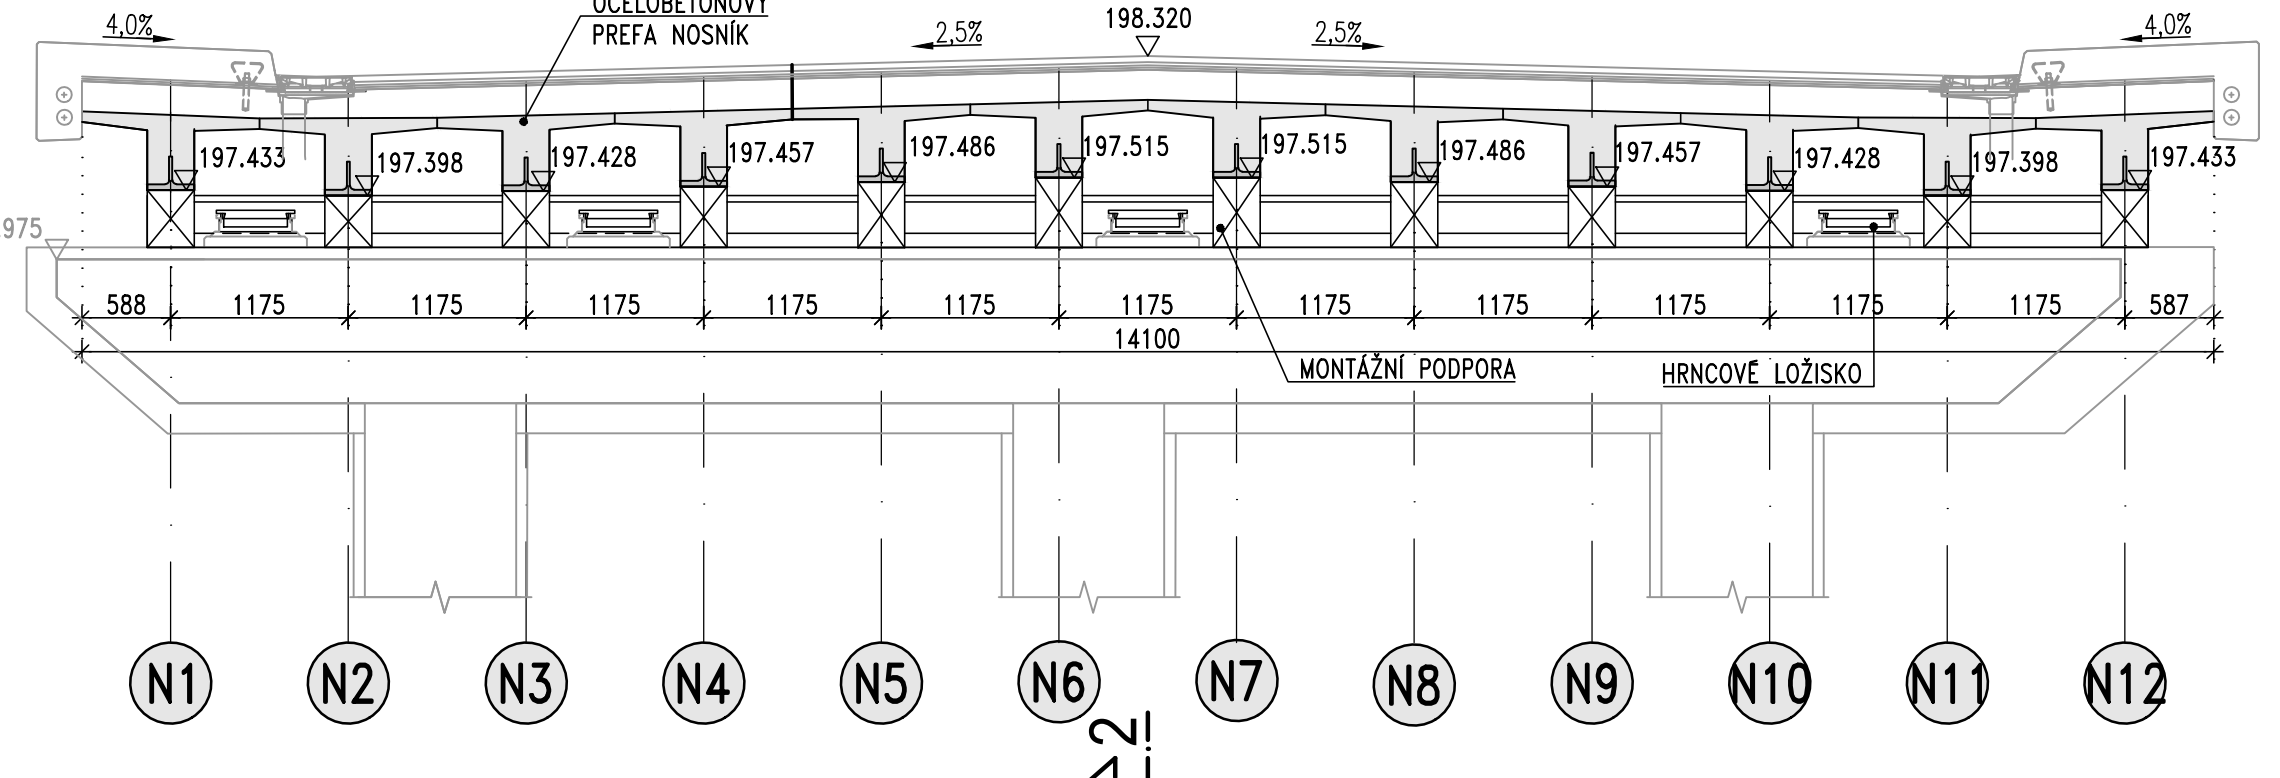 OCELOBETONOVÝ
PREFA NOSNÍK
4,0%
2,5%
198.320
2,5%
4,0%
197.433
197.398
197.428
197.457
197.486
197.515
197.515
197.486
197.457
197.428
197.398
197.433
975
588
1175
1175
1175
1175
1175
1175
1175
1175
1175
1175
1175
587
14100
MONTÁŽNÍ PODPORA
HRNCOVÉ LOŽISKO
N1
N2
N3
N4
N5
N6
N7
N8
N9
N10
N11
N12
2